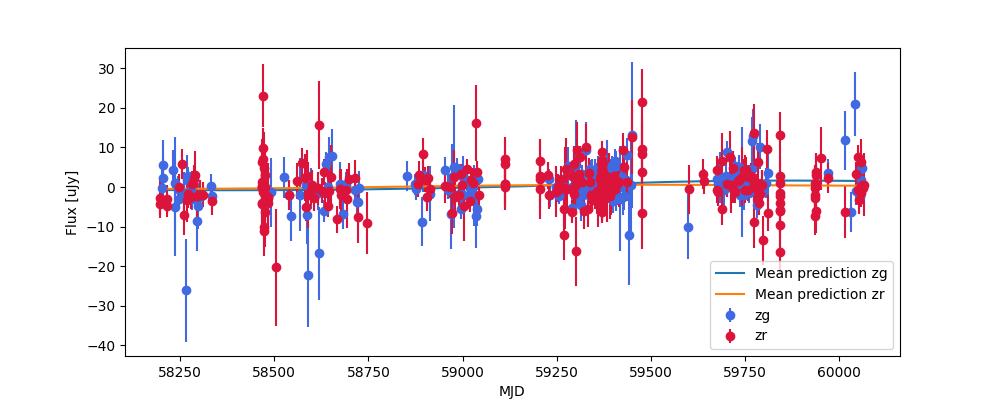 30
20
10
0
−10
−20
−30
−40
Flux [uJy]
58250 58500 58750 59000 59250 59500 59750 60000
MJD
Mean prediction zg
Mean prediction zr
zg
zr